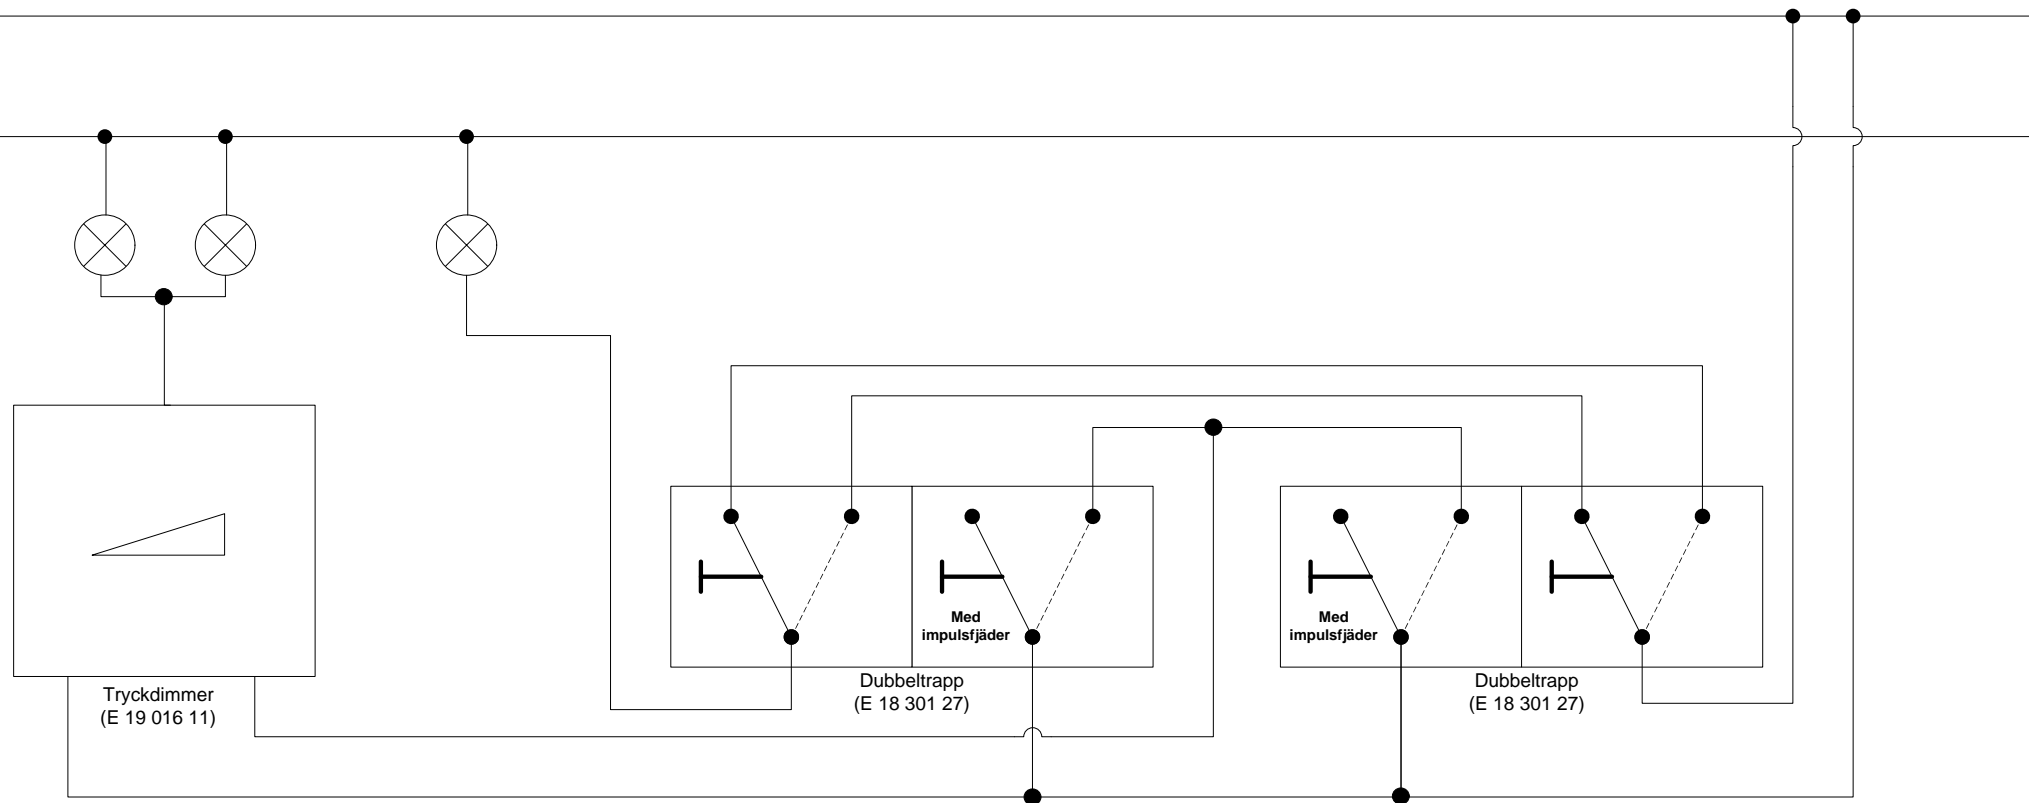 Med
impulsfjäder
Med
impulsfjäder
Tryckdimmer
(E 19 016 11)
Dubbeltrapp
(E 18 301 27)
Dubbeltrapp
(E 18 301 27)